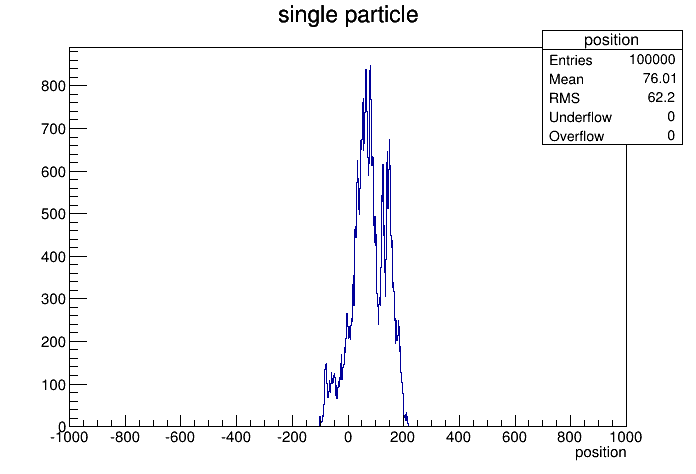 single particle
position
Entries 100000
Mean 76.01
RMS 62.2
Underflow 0
Overflow 0
800
700
600
500
400
300
200
100
0
-1000 -800 -600 -400 -200 0 200 400 600 800 1000
position